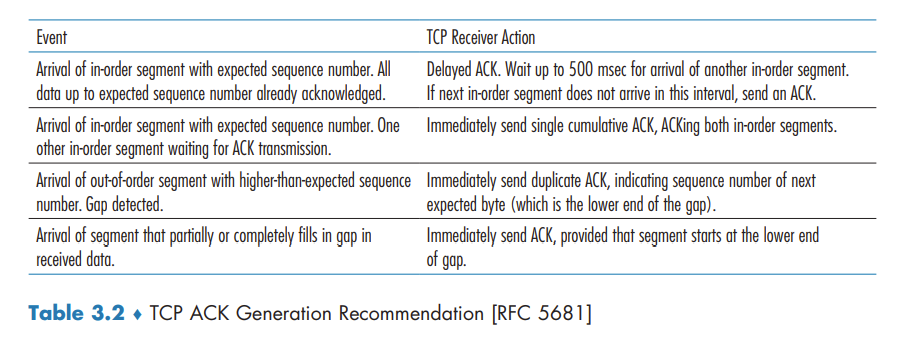 Event TCP Receiver Action
Arrival of in-order segment with expected sequence number. All
data up to expected sequence number already acknowledged.
Delayed ACK. Wait up to 500 msec for arrival of another in-order segment.
If next in-order segment does not arrive in this interval, send an ACK.
Arrival of in-order segment with expected sequence number. One
other in-order segment waiting for ACK transmission.
Immediately send single cumulative ACK, ACKing both in-order segments.
Arrival of out-of-order segment with higher-than-expected sequence
number. Gap detected.
Immediately send duplicate ACK, indicating sequence number of next
expected byte (which is the lower end of the gap).
Arrival of segment that partially or completely fills in gap in
received data.
Immediately send ACK, provided that segment starts at the lower end
of gap.
Table 3.2 ♦ TCP ACK Generation Recommendation [RFC 5681]